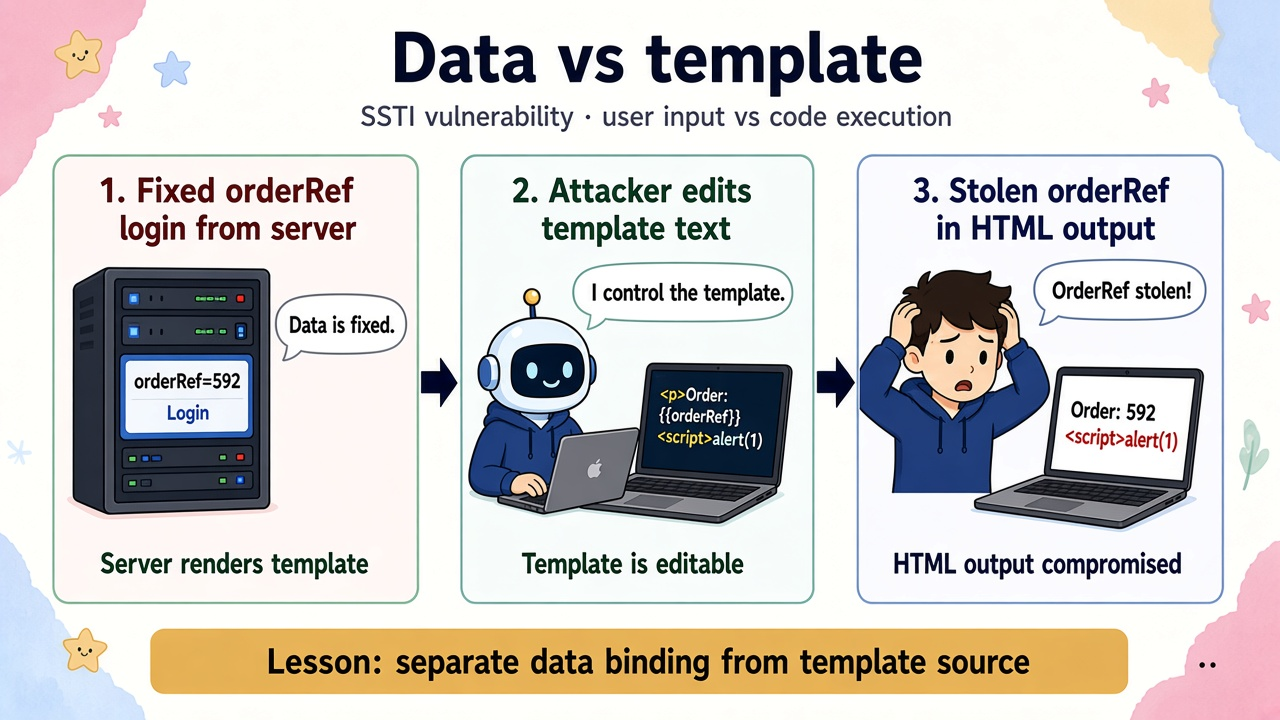 Data vs template
SSTI vulnerability · user input vs code execution
1. Fixed orderRef
login from server
Data is fixed.
orderRef=592
Login
Server renders template
2. Attacker edits
template text
I control the template.
<p>Order:
{{orderRef}}
<script>alert(1)
Template is editable
3. Stolen orderRef
in HTML output
OrderRef stolen!
Order: 592
<script>alert(1)
HTML output compromised
Lesson: separate data binding from template source